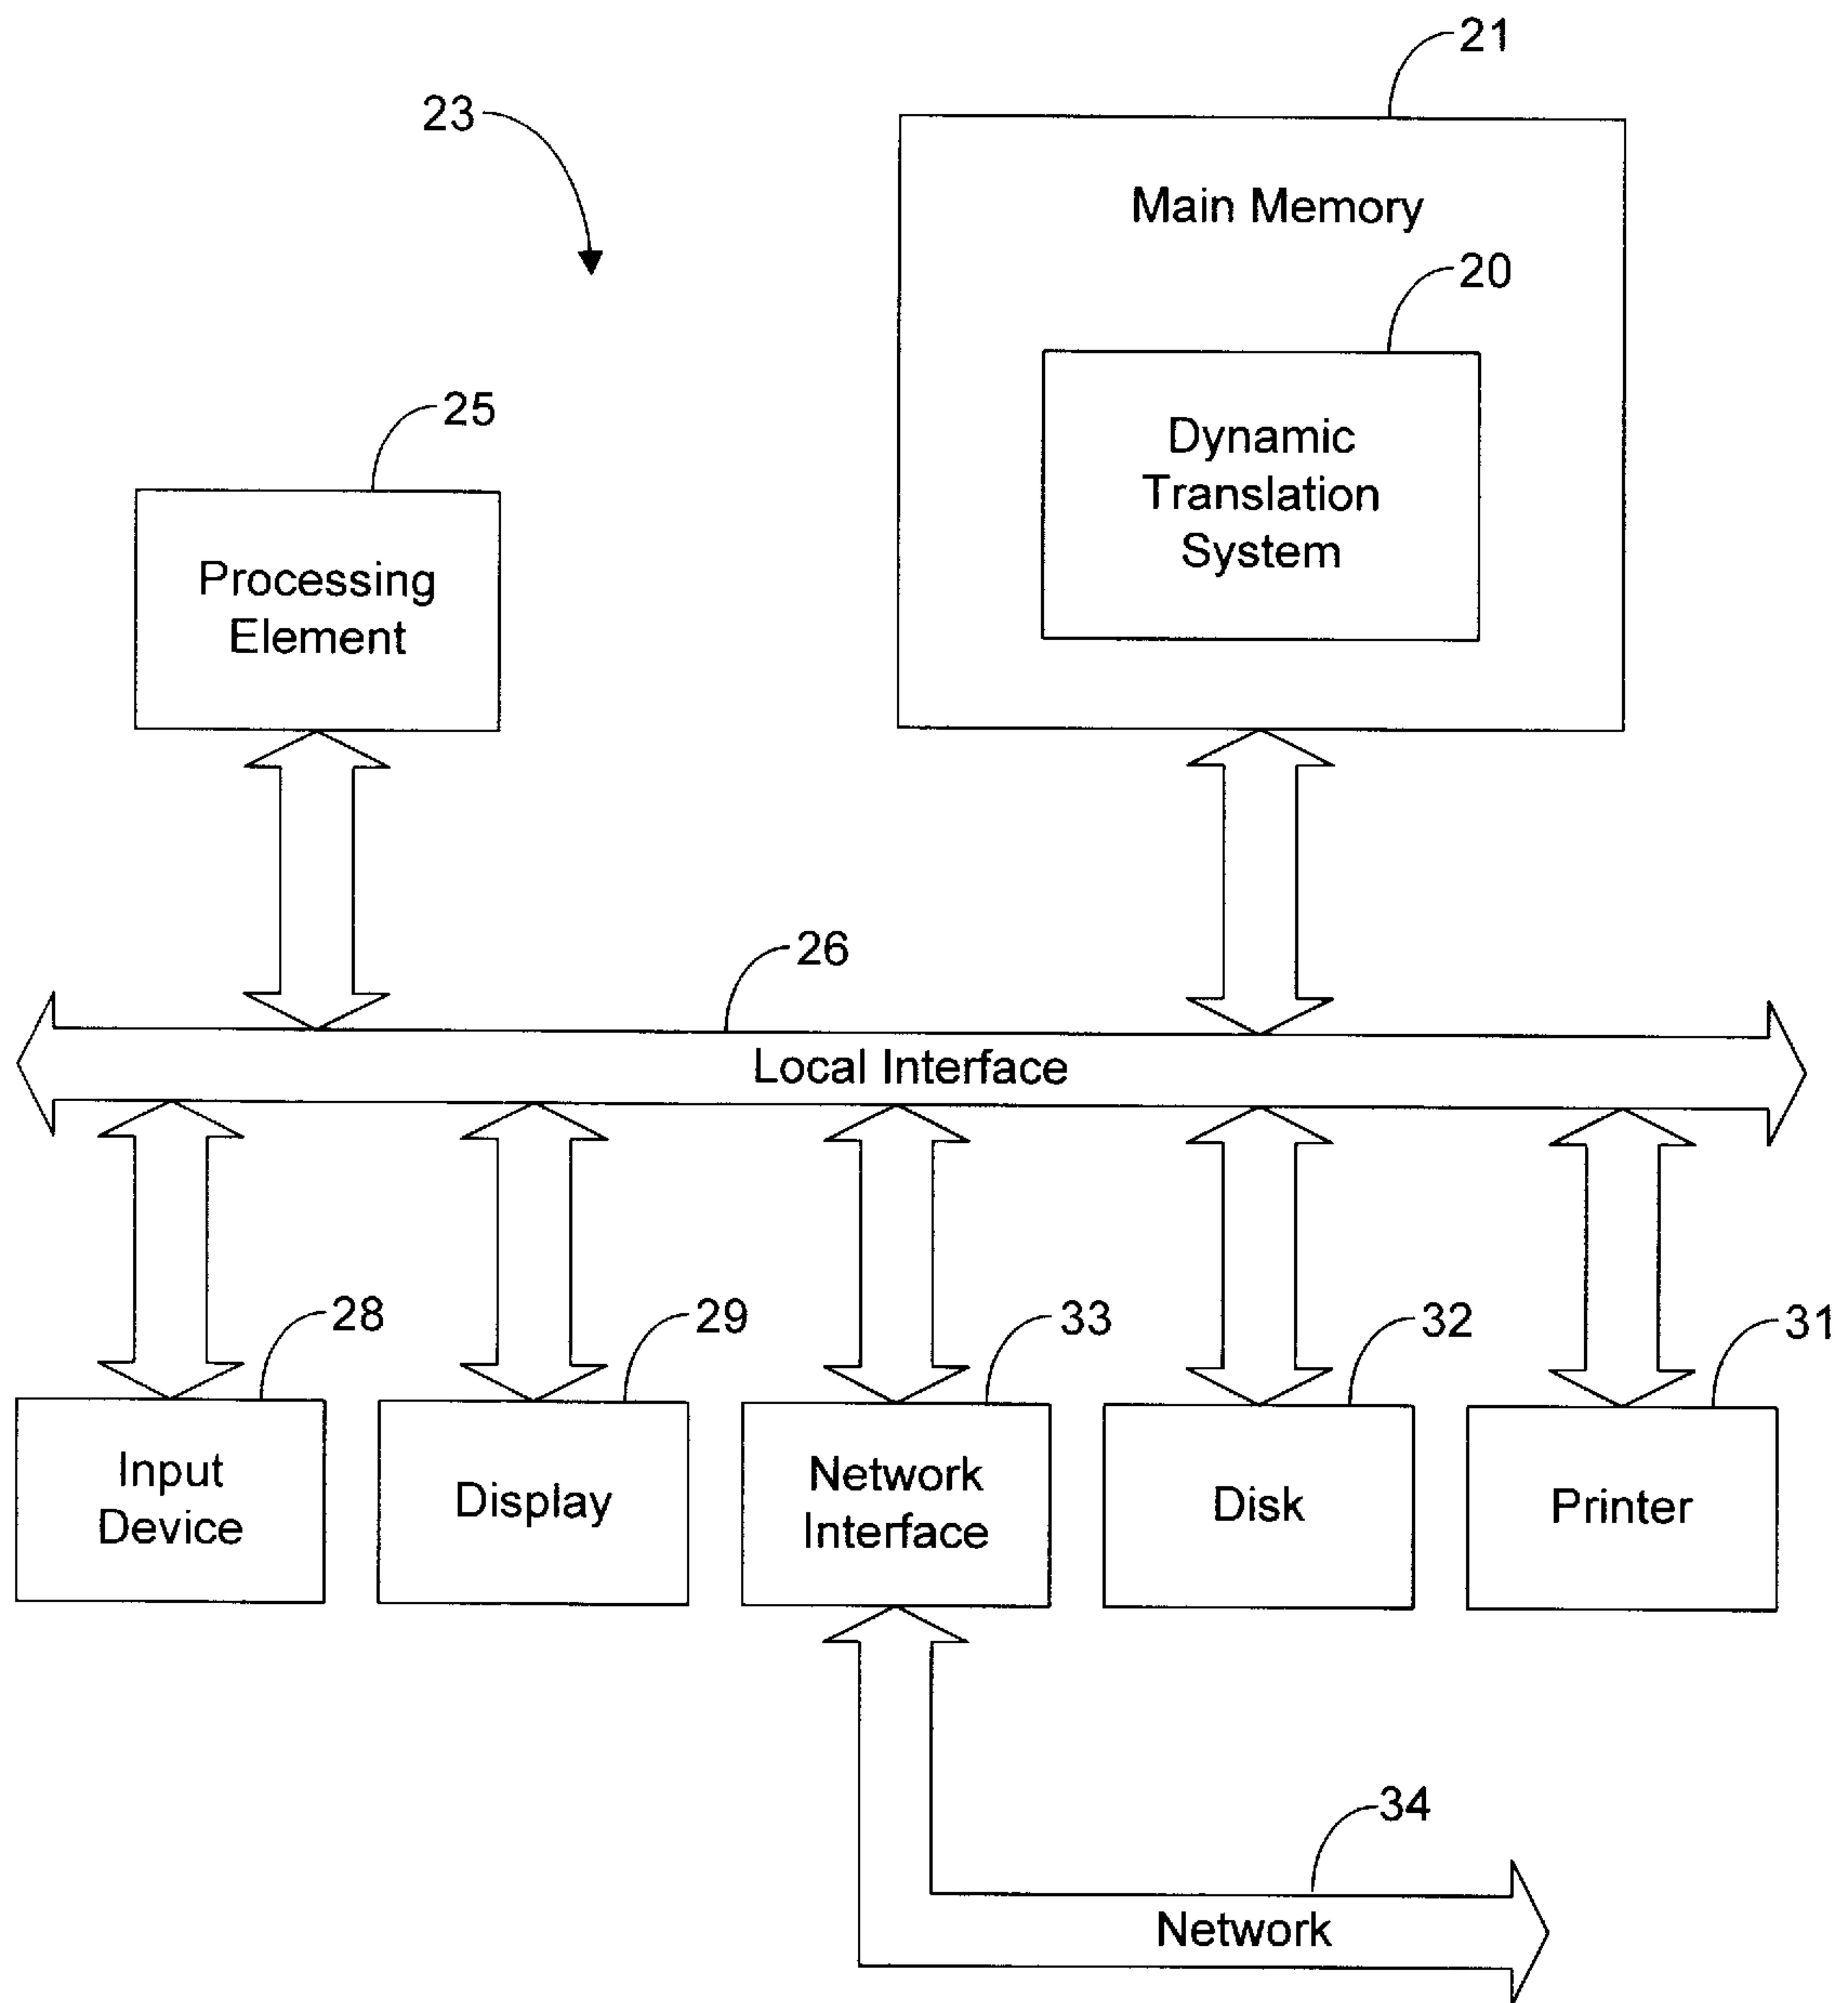 21
23
Main Memory
20
Dynamic
Translation
System
25
Processing
Element
26
Local Interface
28
29
33
32
31
Input
Device
Display
Network
Interface
Disk
Printer
34
Network